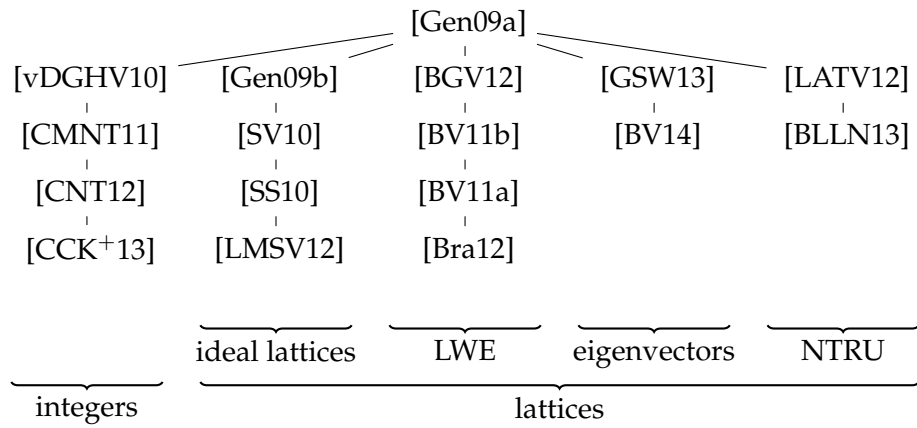 [Gen09a]
[vDGHV10] [Gen09b] [BGV12] [GSW13] [LATV12]
[CMNT11] [SV10] [BV11b] [BV14] [BLLN13]
[CNT12] [SS10] [BV11a]
[CCK+13] [LMSV12] [Bra12]
ideal lattices LWE eigenvectors NTRU
integers lattices